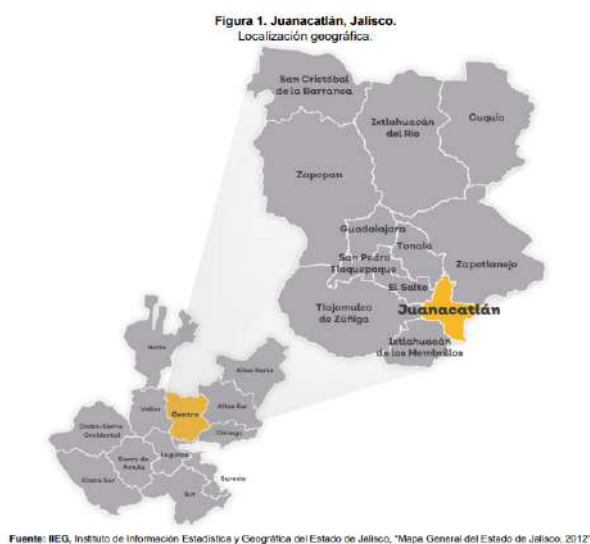 Figura 1. Juanacatlán, Jalisco.
Localización geográfica.
San Cristóbal
de la Barranca
Ixtlahuacán
del Río
Cuquío
Zapopan
Guadalajara
Tonala
San Pedro
Tlaquepaque
Zapotlanejo
El Salto
Juanacatlán
Tlajomulco
de Zúñiga
Ixtlahuacán
de los Membrillos
Norte
Altos Norte
Valles
Centro
Altos Sur
Costa-Sierra
Occidental
Ciénega
Sierra de
Amula
Lagunas
Costa Sur
Sur
Sureste
Fuente: IIEG, Instituto de Información Estadística y Geográfica del Estado de Jalisco, "Mapa General del Estado de Jalisco, 2012"